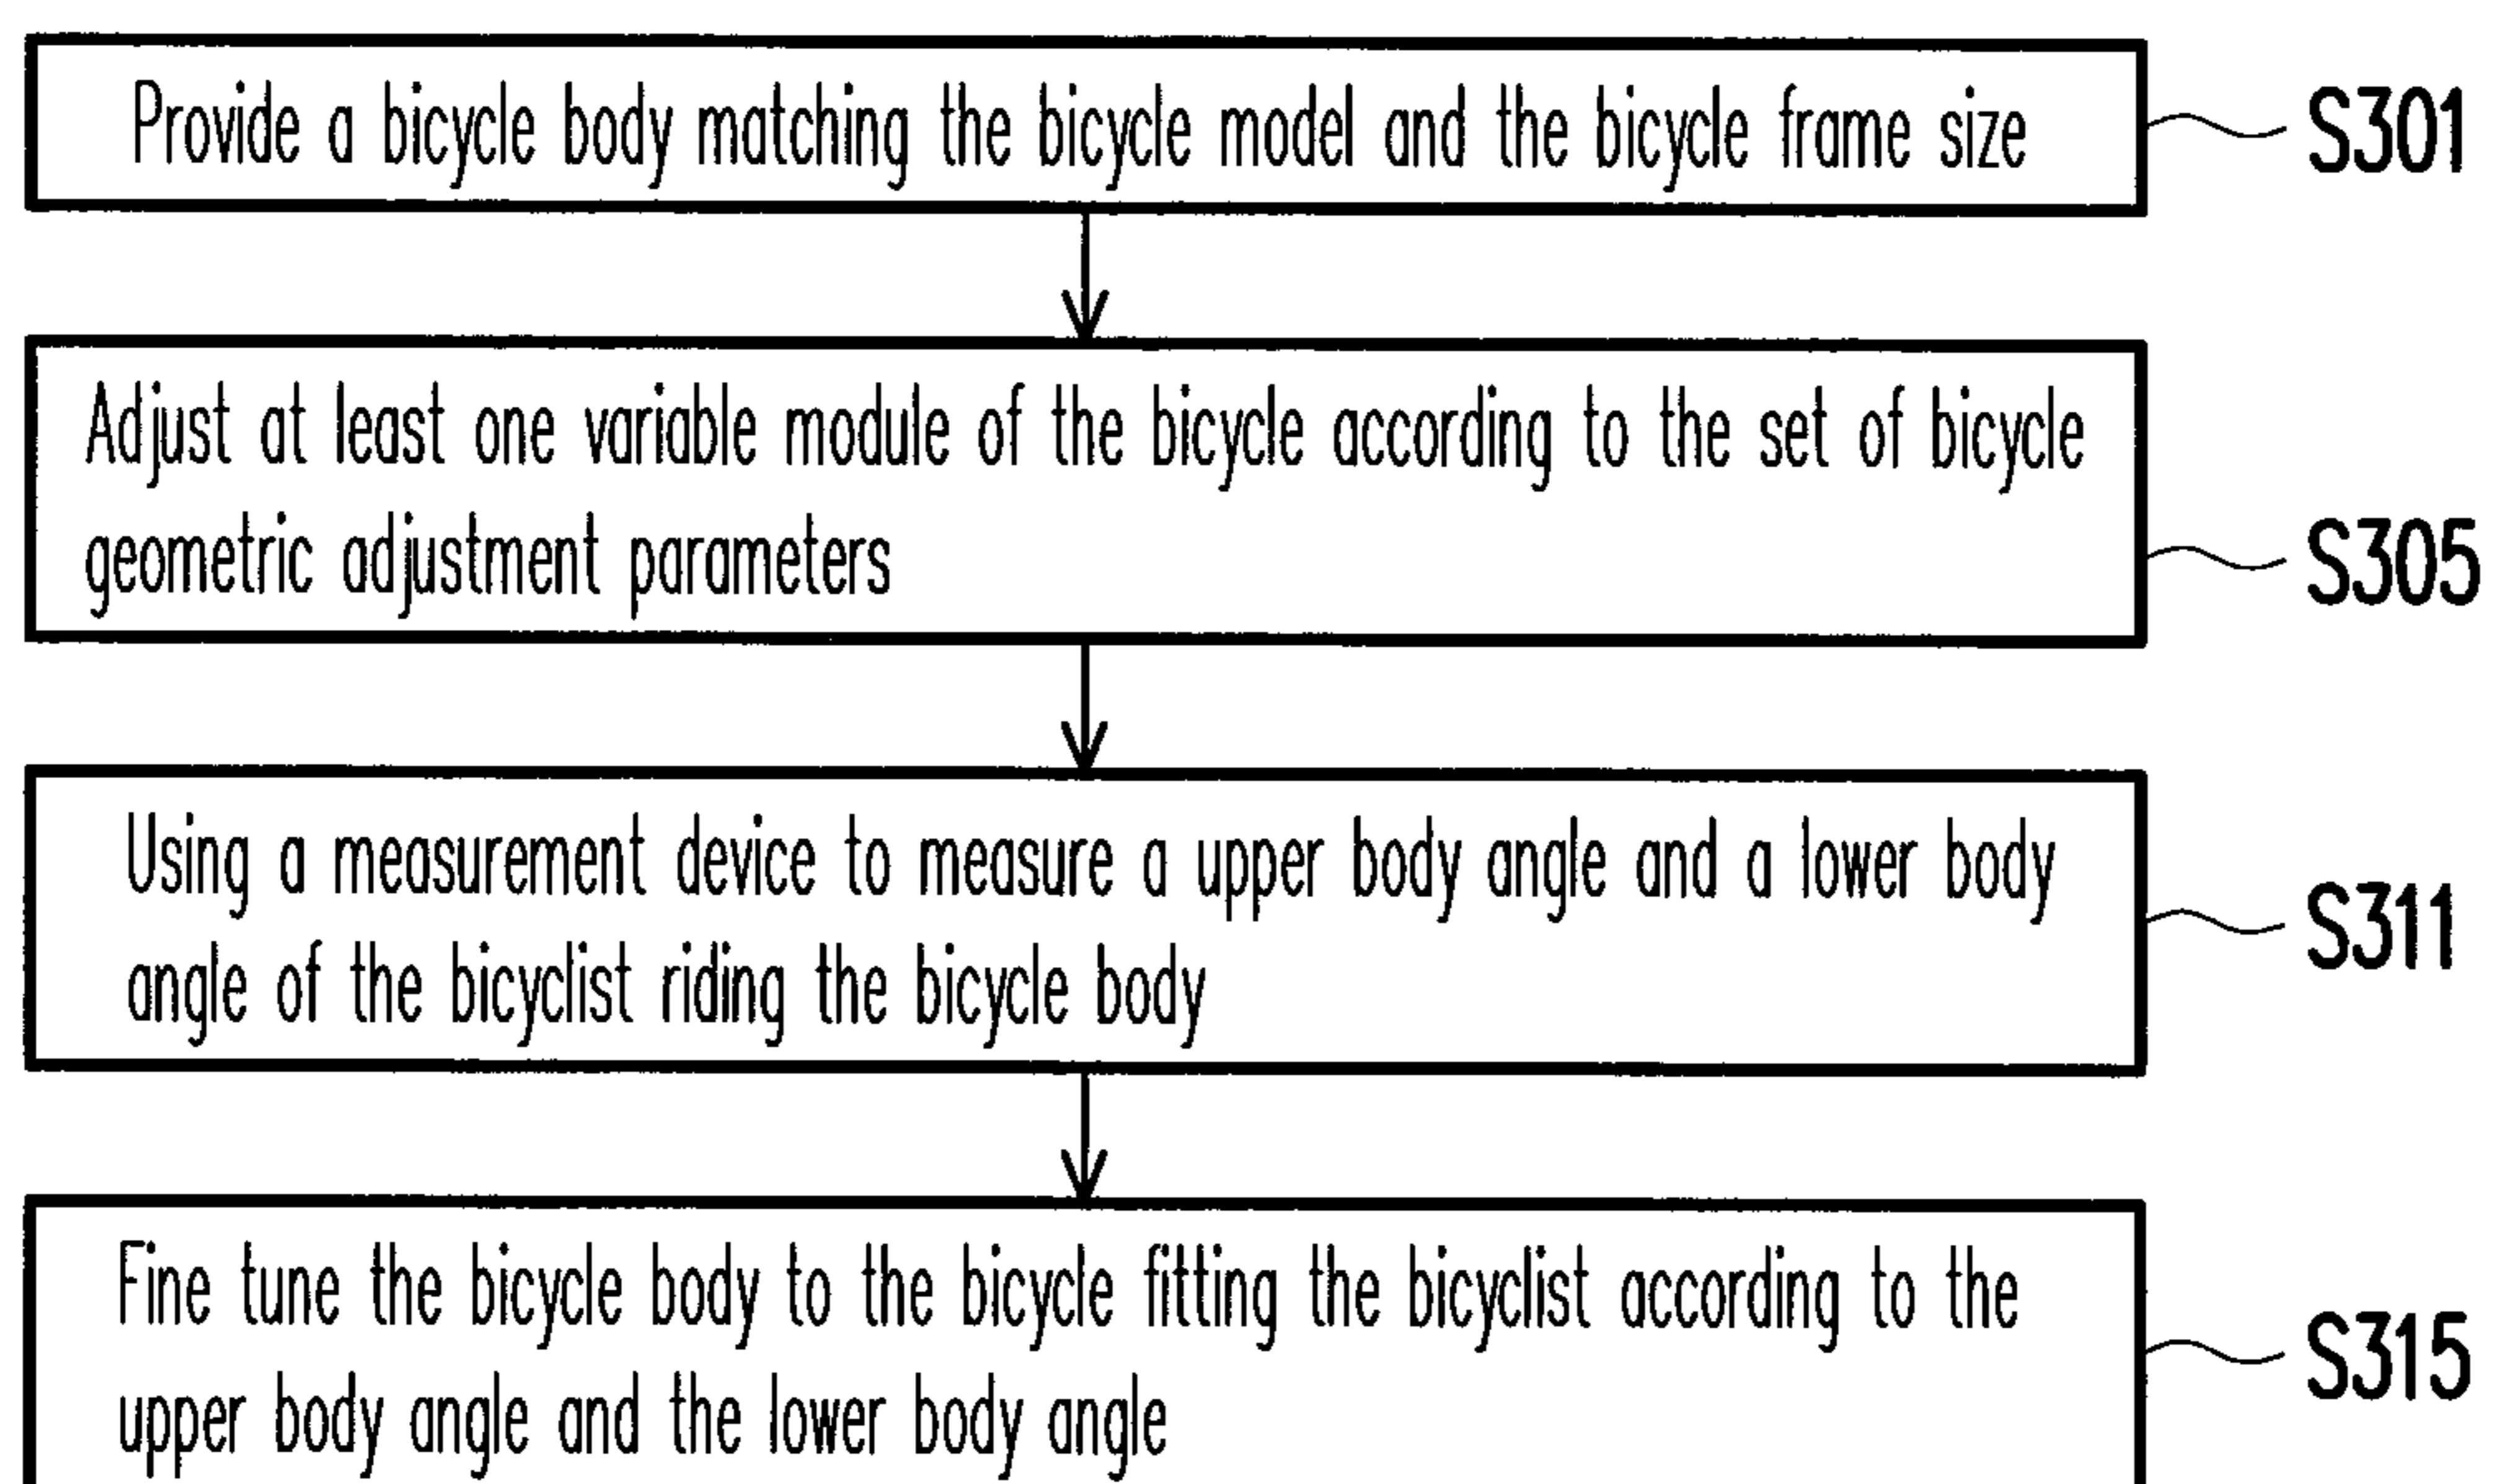 Provide a bicycle body matching the bicycle model and the bicycle frame size
S301
Adjust at least one variable module of the bicycle according to the set of bicycle
geometric adjustment parameters
S305
Using a measurement device to measure a upper body angle and a lower body
angle of the bicyclist riding the bicycle body
S311
Fine tune the bicycle body to the bicycle fitting the bicyclist according to the
upper body angle and the lower body angle
S315